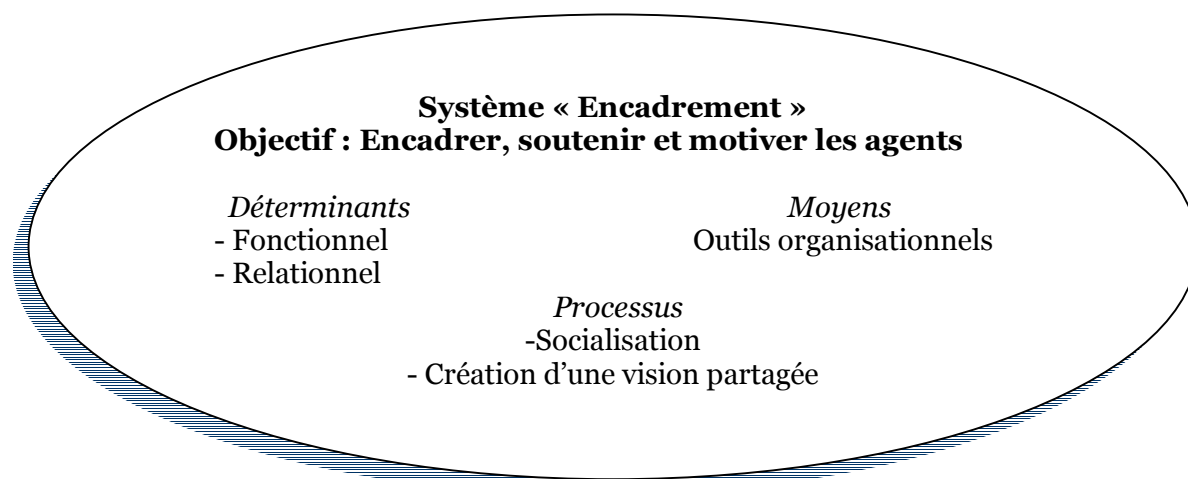 Système « Encadrement »
Objectif : Encadrer, soutenir et motiver les agents
Déterminants
- Fonctionnel
- Relationnel
Moyens
Outils organisationnels
Processus
-Socialisation
- Création d’une vision partagée